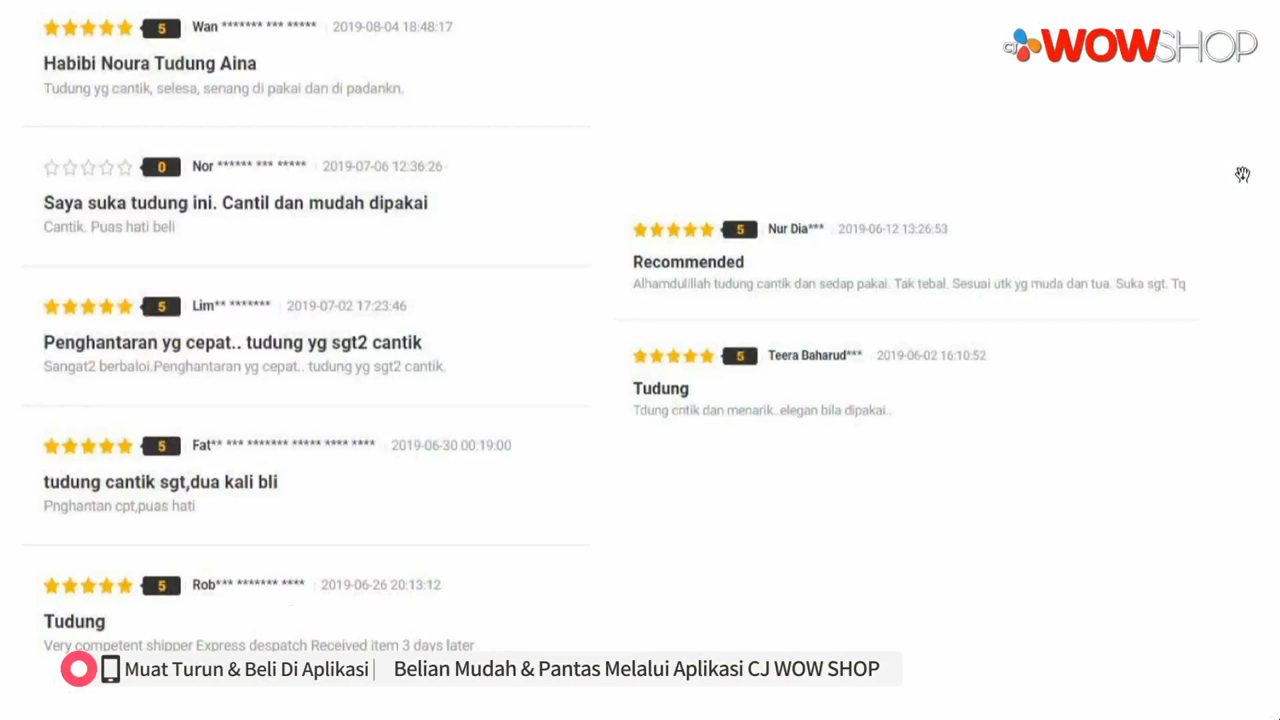 5 Wan ******* *** ***** 2019-08-04 18:48:17
Habibi Noura Tudung Aina
Tudung yg cantik, selesa, senang di pakai dan di padankn.
0 Nor ****** *** ***** 2019-07-06 12:36:26
Saya suka tudung ini. Cantil dan mudah dipakai
Cantik. Puas hati beli
5 Lim** ******* 2019-07-02 17:23:46
Penghantaran yg cepat.. tudung yg sgt2 cantik
Sangat2 berbaloi.Penghantaran yg cepat.. tudung yg sgt2 cantik.
5 Fat** *** ******* ***** **** **** 2019-06-30 00:19:00
tudung cantik sgt,dua kali bli
Pnghantan cpt,puas hati
5 Rob*** ******* **** 2019-06-26 20:13:12
Tudung
Very competent shipper Express despatch Received item 3 days later
CJ WOWSHOP
5 Nur Dia*** 2019-06-12 13:26:53
Recommended
Alhamdulillah tudung cantik dan sedap pakai. Tak tebal. Sesuai utk yg muda dan tua. Suka sgt. Tq
5 Teera Baharud*** 2019-06-02 16:10:52
Tudung
Tdung cntik dan menarik..elegan bila dipakai..
Muat Turun & Beli Di Aplikasi | Belian Mudah & Pantas Melalui Aplikasi CJ WOW SHOP